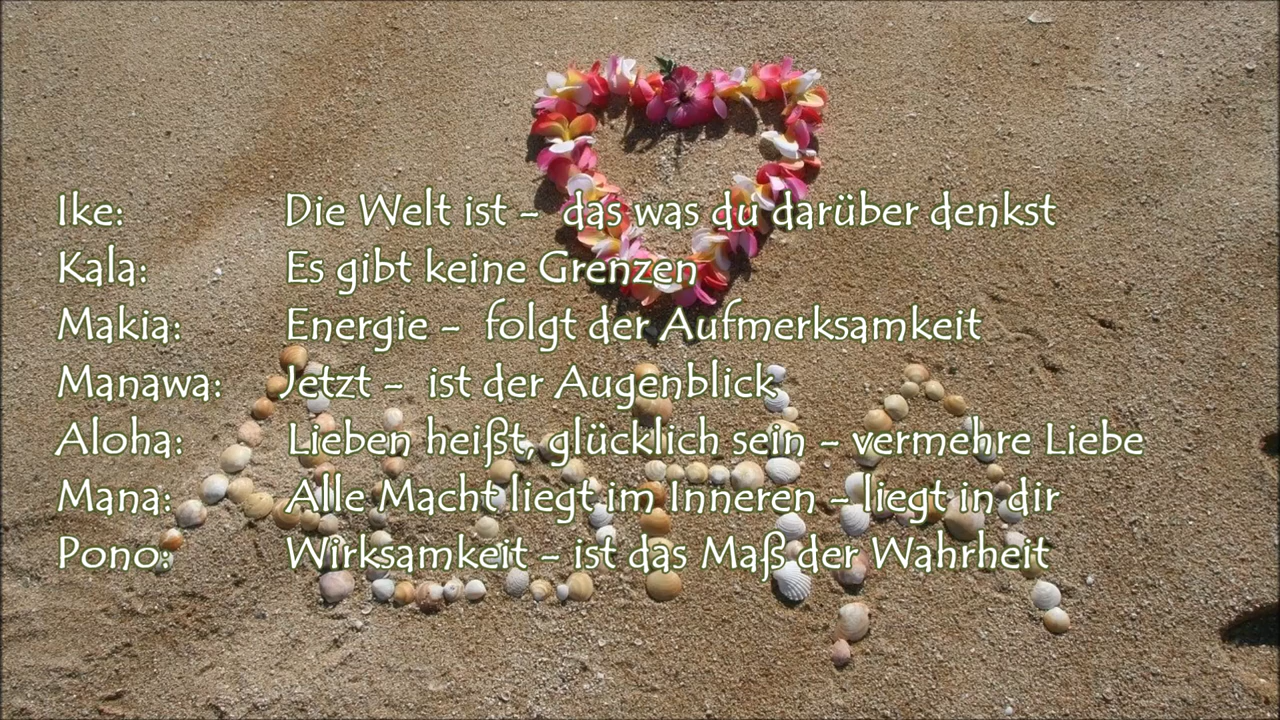 Ike: Die Welt ist - das was du darüber denkst
Kala: Es gibt keine Grenzen
Makia: Energie - folgt der Aufmerksamkeit
Manawa: Jetzt - ist der Augenblick
Aloha: Lieben heißt, glücklich sein - vermehre Liebe
Mana: Alle Macht liegt im Inneren - liegt in dir
Pono: Wirksamkeit - ist das Maß der Wahrheit
ALOHA